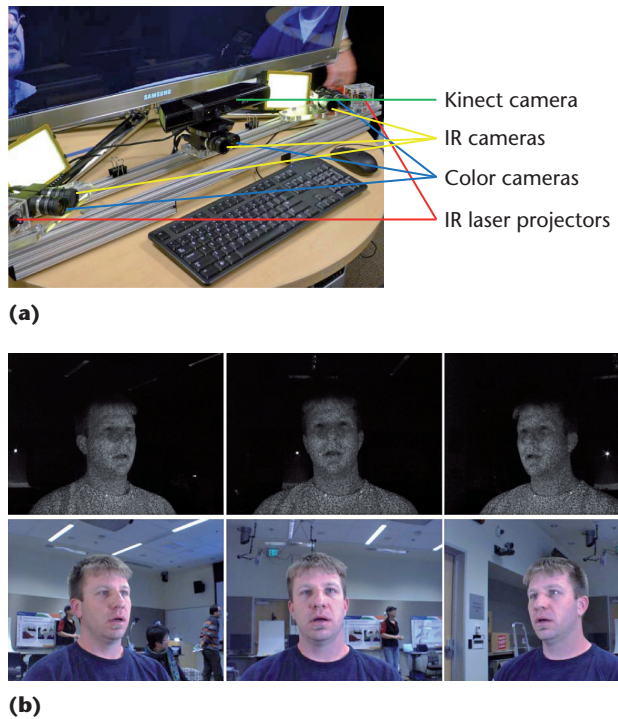 SAMSUNG
Kinect camera
IR cameras
Color cameras
IR laser projectors
(a)
(b)